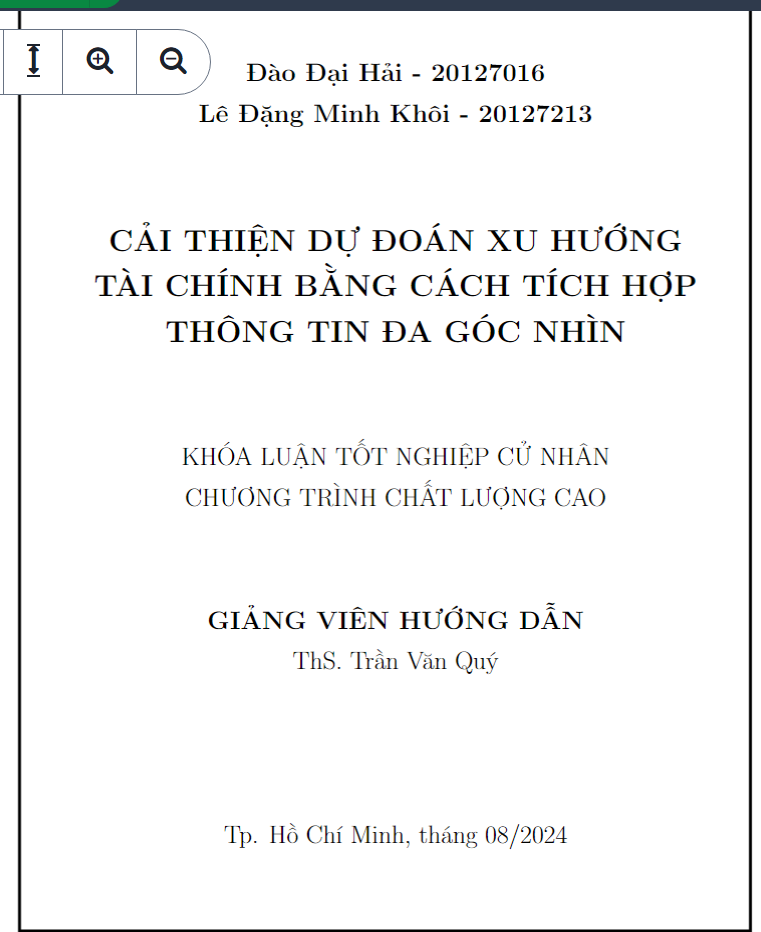 Đào Đại Hải - 20127016
Lê Đặng Minh Khôi - 20127213
CẢI THIỆN DỰ ĐOÁN XU HƯỚNG
TÀI CHÍNH BẰNG CÁCH TÍCH HỢP
THÔNG TIN ĐA GÓC NHÌN
KHÓA LUẬN TỐT NGHIỆP CỬ NHÂN
CHƯƠNG TRÌNH CHẤT LƯỢNG CAO
GIẢNG VIÊN HƯỚNG DẪN
ThS. Trần Văn Quý
Tp. Hồ Chí Minh, tháng 08/2024